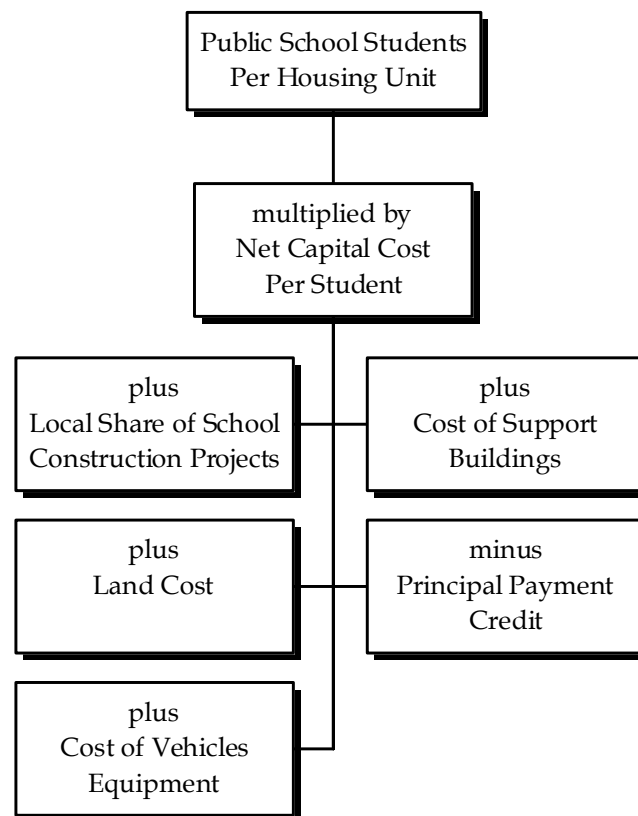 Public School Students
Per Housing Unit
multiplied by
Net Capital Cost
Per Student
plus
Local Share of School
Construction Projects
plus
Cost of Support
Buildings
plus
Land Cost
minus
Principal Payment
Credit
plus
Cost of Vehicles
Equipment